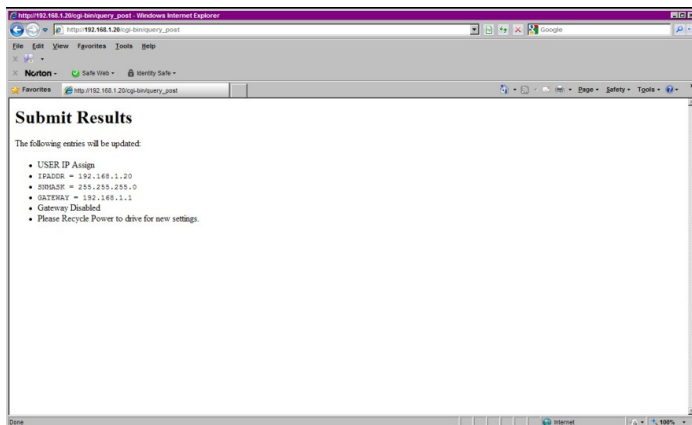 http://192.168.1.20/cgi-bin/query_post - Windows Internet Explorer
http://192.168.1.20/cgi-bin/query_post
Google
File Edit View Favorites Tools Help
Norton Safe Web Identity Safe
Favorites http://192.168.1.20/cgi-bin/query_post Page Safety Tools
Submit Results
The following entries will be updated:
USER IP Assign
IPADDR = 192.168.1.20
SNMASK = 255.255.255.0
GATEWAY = 192.168.1.1
Gateway Disabled
Please Recycle Power to drive for new settings.
Done Internet 100%